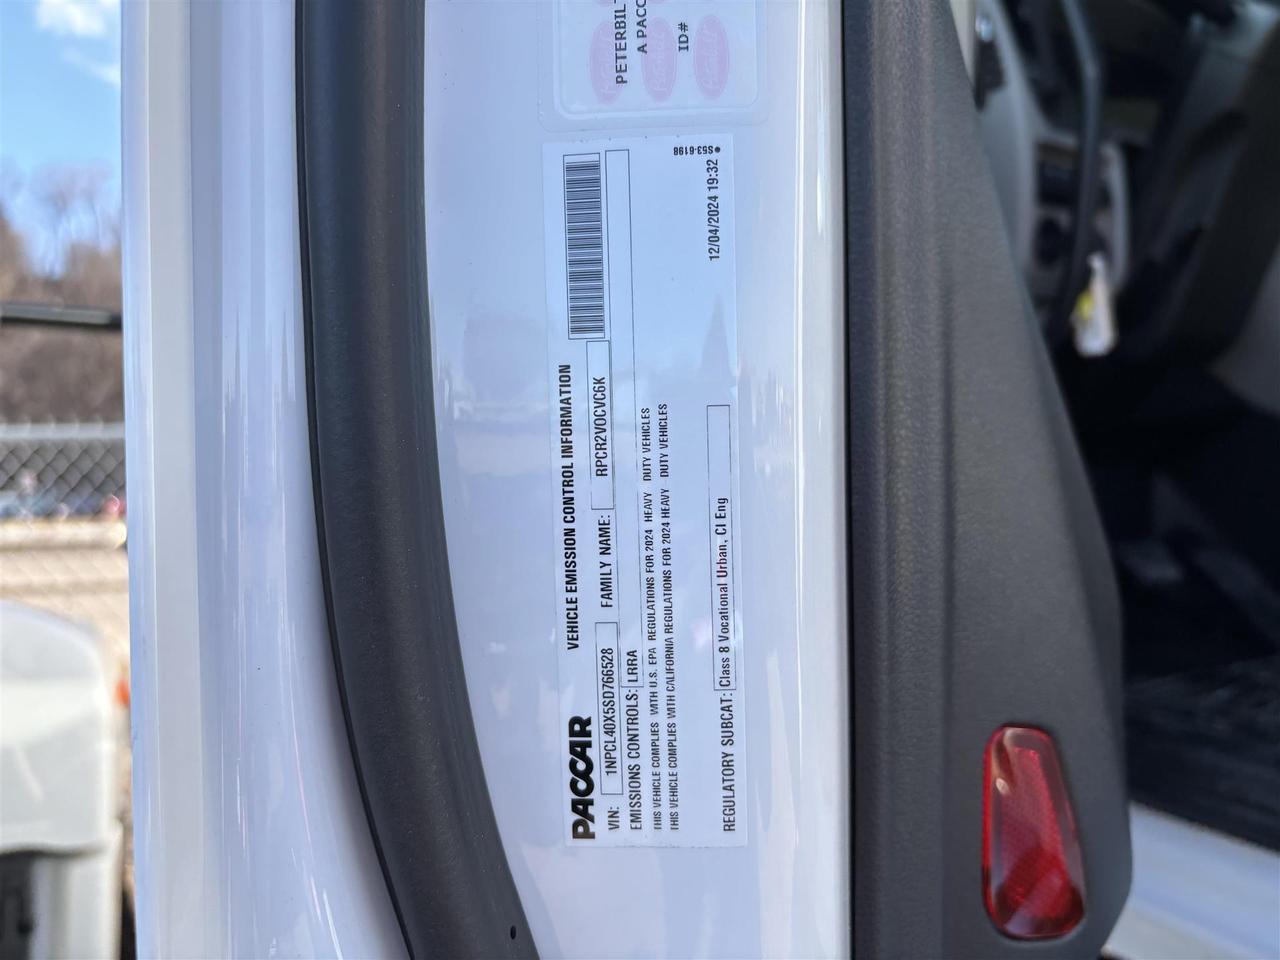 PETERBIL
A PACC
ID#
S53-6198
12/04/2024 19:32
PACCAR
VEHICLE EMISSION CONTROL INFORMATION
VIN: 1NPCL40X5SD766528 FAMILY NAME: RPCR2VOCVC6K
EMISSIONS CONTROLS: LRRA
THIS VEHICLE COMPLIES WITH U.S. EPA REGULATIONS FOR 2024 HEAVY DUTY VEHICLES
THIS VEHICLE COMPLIES WITH CALIFORNIA REGULATIONS FOR 2024 HEAVY DUTY VEHICLES
REGULATORY SUBCAT: Class 8 Vocational Urban, CI Eng